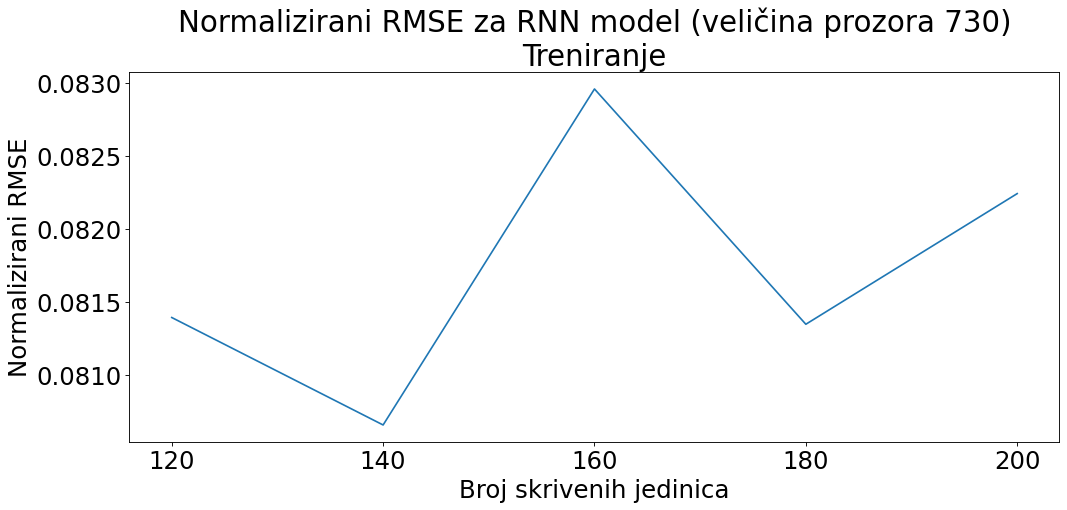 Normalizirani RMSE za RNN model (veličina prozora 730)
Treniranje
Normalizirani RMSE
0.0830
0.0825
0.0820
0.0815
0.0810
120 140 160 180 200
Broj skrivenih jedinica